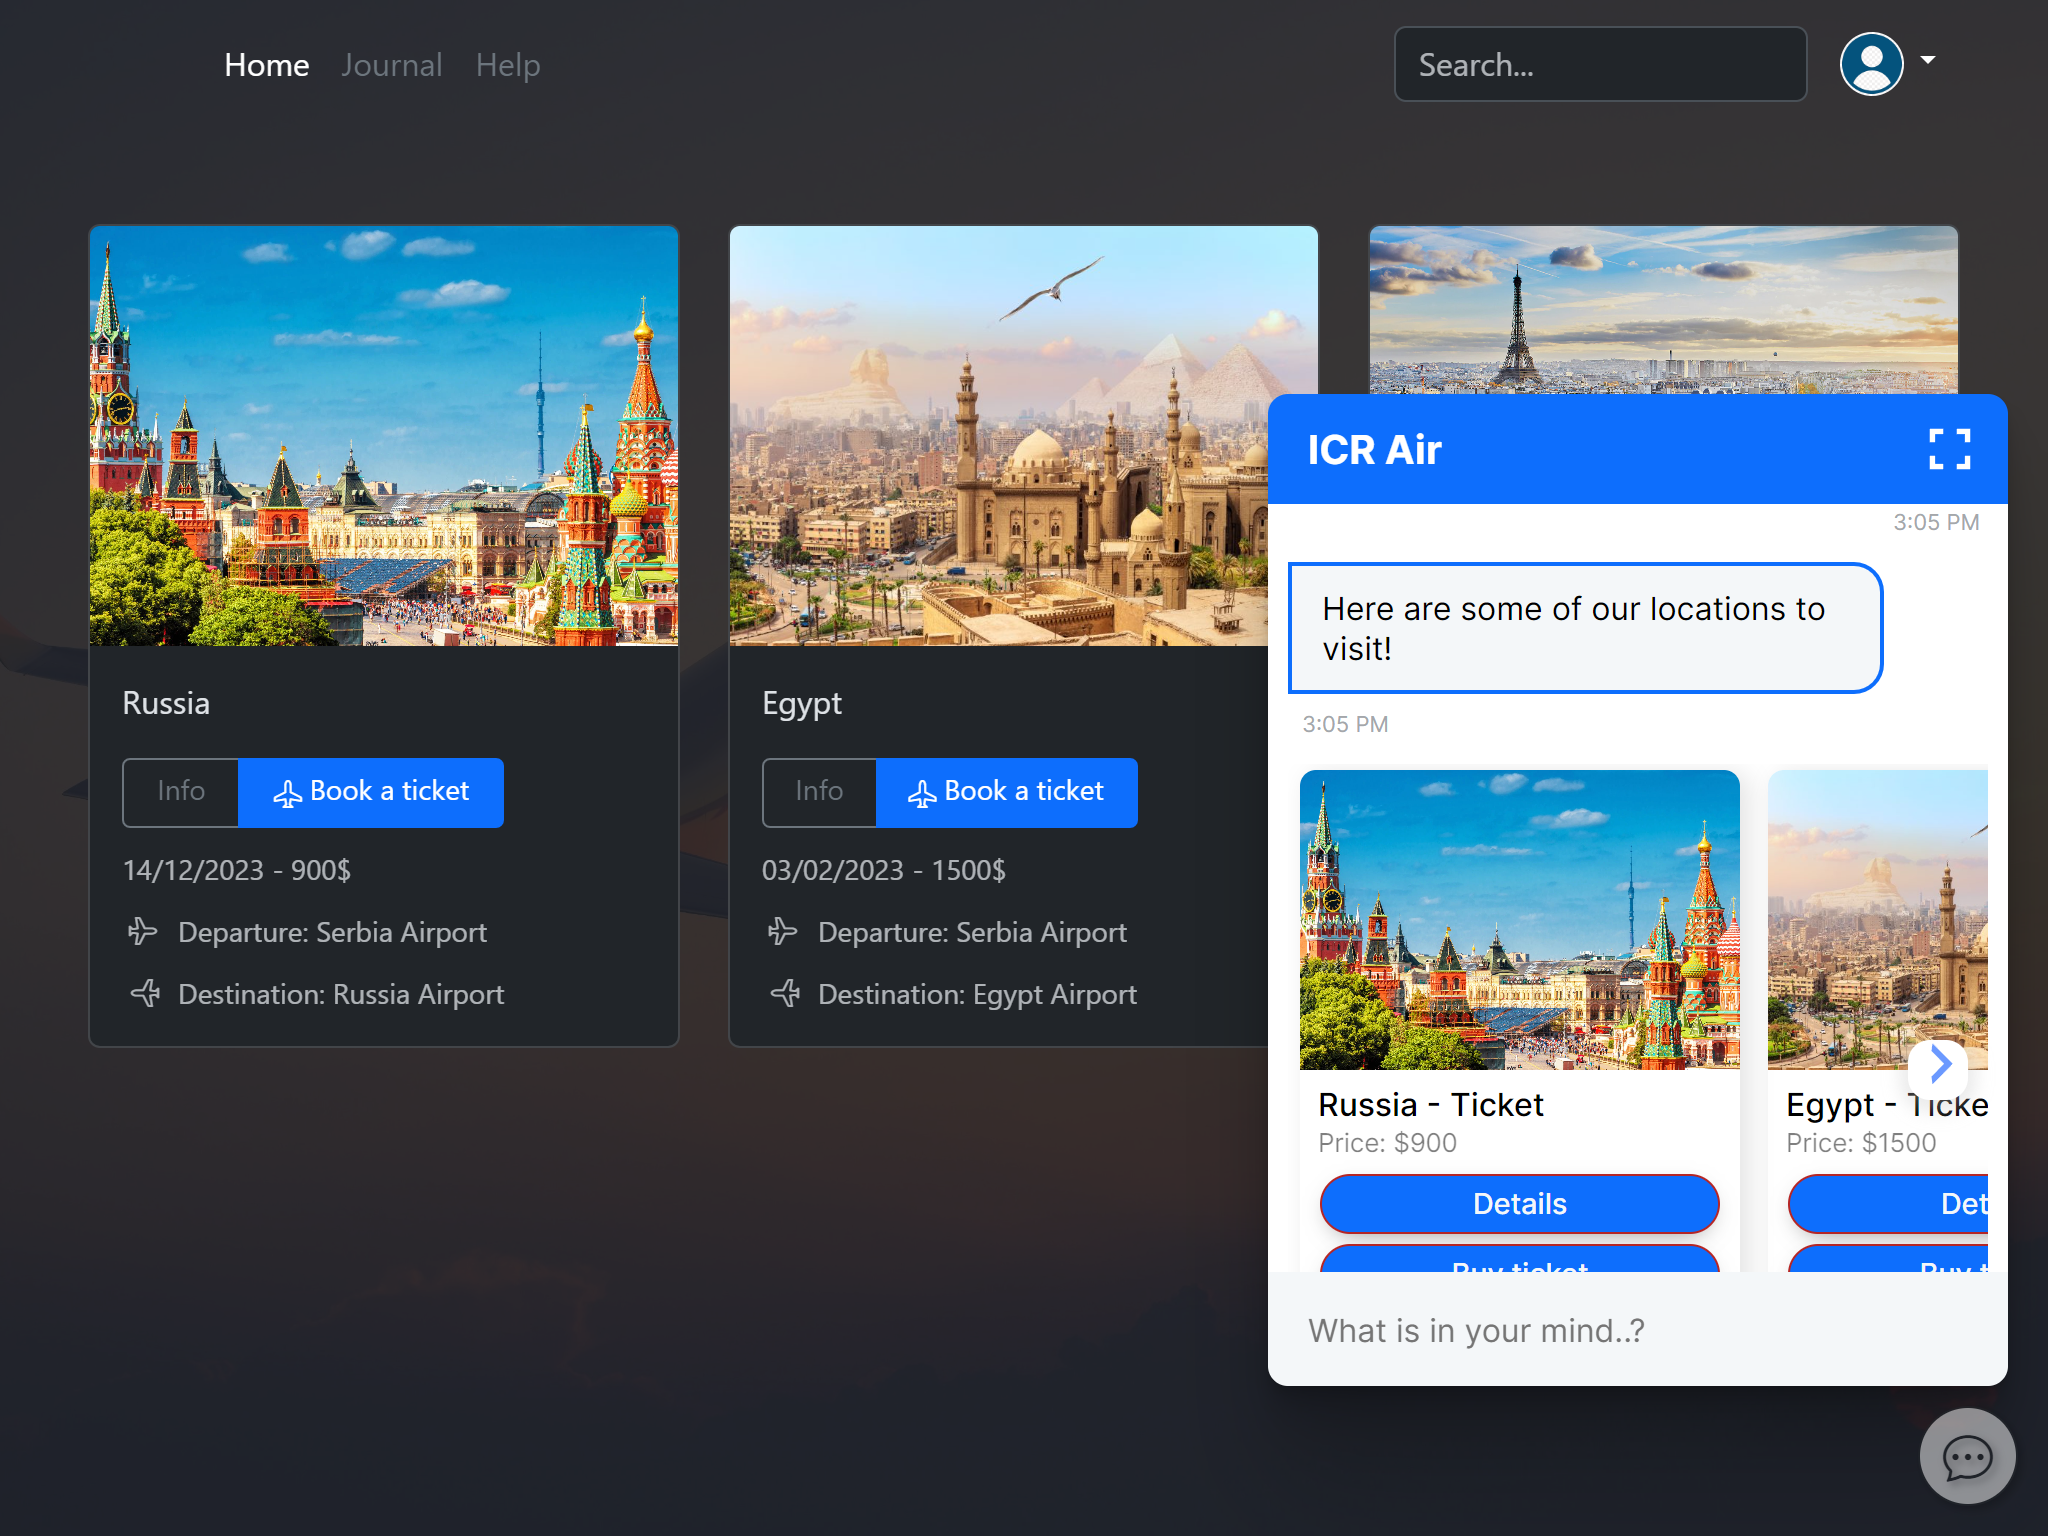 Home Journal Help
Search...
Russia
Info Book a ticket
14/12/2023 - 900$
Departure: Serbia Airport
Destination: Russia Airport
Egypt
Info Book a ticket
03/02/2023 - 1500$
Departure: Serbia Airport
Destination: Egypt Airport
ICR Air
3:05 PM
Here are some of our locations to
visit!
3:05 PM
Russia - Ticket
Price: $900
Details
Buy ticket
Egypt - Ticke
Price: $1500
Det
Buy t
What is in your mind..?